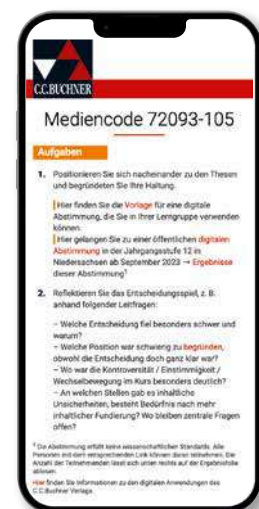 C.C.BUCHNER
Mediencode 72093-105
Aufgaben
1. Positionieren Sie sich nacheinander zu den Thesen
und begründeten Sie Ihre Haltung.
Hier finden Sie die Vorlage für eine digitale
Abstimmung, die Sie in Ihrer Lerngruppe verwenden
können.
Hier gelangen Sie zu einer öffentlichen digitalen
Abstimmung in der Jahrgangsstufe 12 in
Niedersachsen ab September 2023 → Ergebnisse
dieser Abstimmung¹
2. Reflektieren Sie das Entscheidungsspiel, z. B.
anhand folgender Leitfragen:
– Welche Entscheidung fiel besonders schwer und
warum?
– Welche Position war schwierig zu begründen,
obwohl die Entscheidung doch ganz klar war?
– Wo war die Kontroversität / Einstimmigkeit /
Wechselbewegung im Kurs besonders deutlich?
– An welchen Stellen gab es inhaltliche
Unsicherheiten, besteht Bedürfnis nach mehr
inhaltlicher Fundierung? Wo bleiben zentrale Fragen
offen?
¹ Die Abstimmung erfüllt keine wissenschaftlichen Standards. Alle
Personen mit dem entsprechenden Link können daran teilnehmen. Die
Anzahl der Teilnehmenden lässt sich unten rechts auf der Ergebnisfolie
ablesen.
Hier finden Sie Informationen zu den digitalen Anwendungen des
C.C.Buchner Verlags.